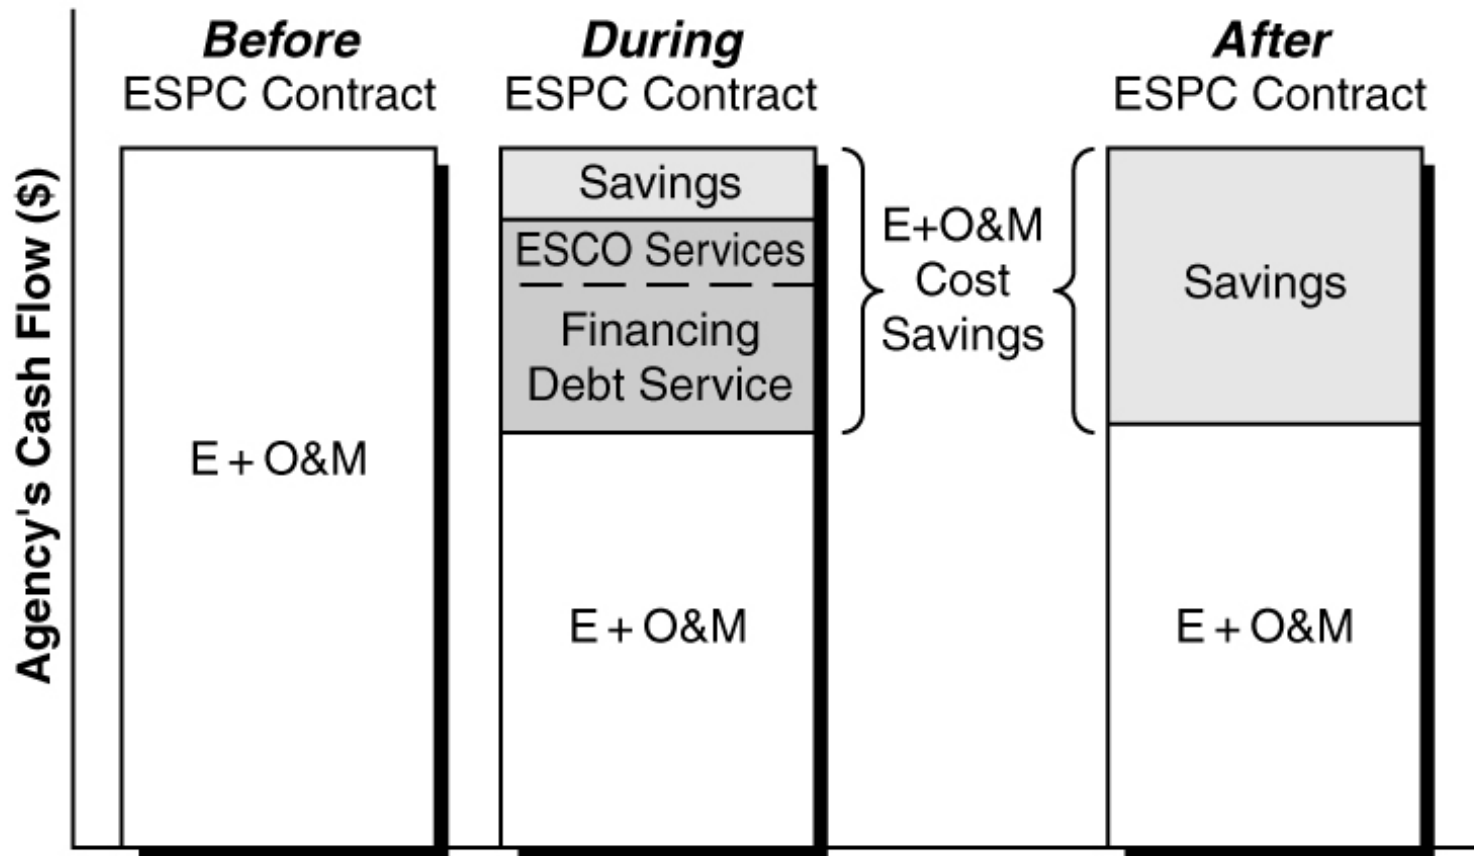 Agency's Cash Flow ($)
Before
ESPC Contract
E + O&M
During
ESPC Contract
Savings
ESCO Services
Financing
Debt Service
E + O&M
E+O&M
Cost
Savings
After
ESPC Contract
Savings
E + O&M